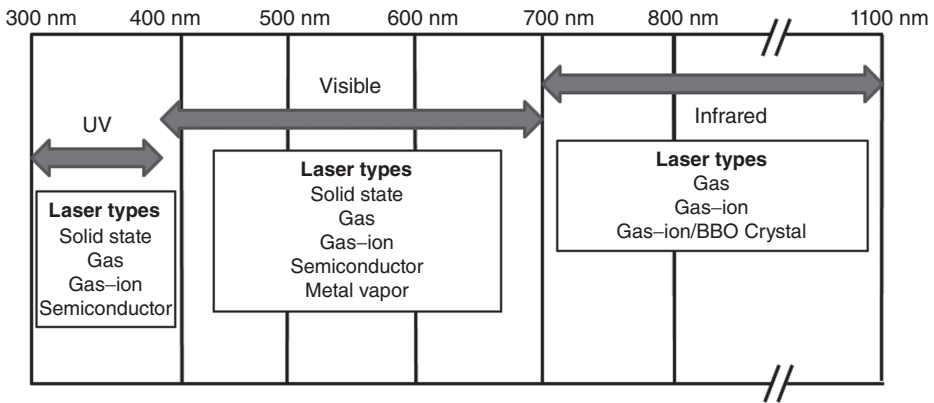 300 nm 400 nm 500 nm 600 nm 700 nm 800 nm 1100 nm
Visible
UV
Infrared
Laser types
Solid state
Gas
Gas–ion
Semiconductor
Laser types
Solid state
Gas
Gas–ion
Semiconductor
Metal vapor
Laser types
Gas
Gas–ion
Gas–ion/BBO Crystal